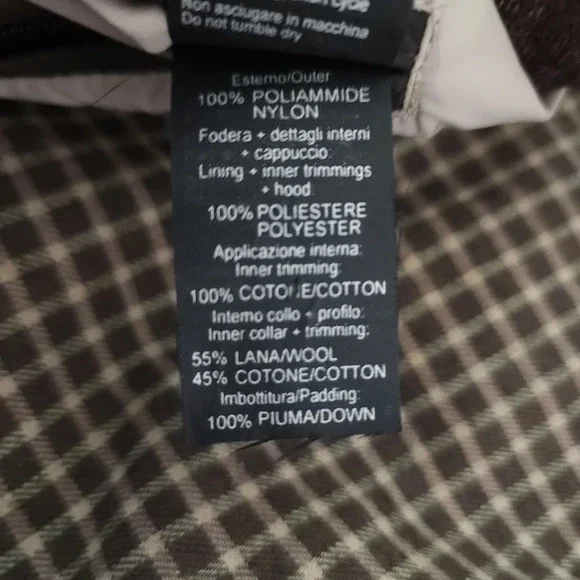 cycle
Non asciugare in macchina
Do not tumble dry
Esterno/Outer
100% POLIAMMIDE
NYLON
Fodera + dettagli interni
+ cappuccio:
Lining + inner trimmings
+ hood
100% POLIESTERE
POLYESTER
Applicazione interna:
Inner trimming:
100% COTONE/COTTON
Interno collo + profilo:
Inner collar + trimming:
55% LANA/WOOL
45% COTONE/COTTON
Imbottitura/Padding:
100% PIUMA/DOWN